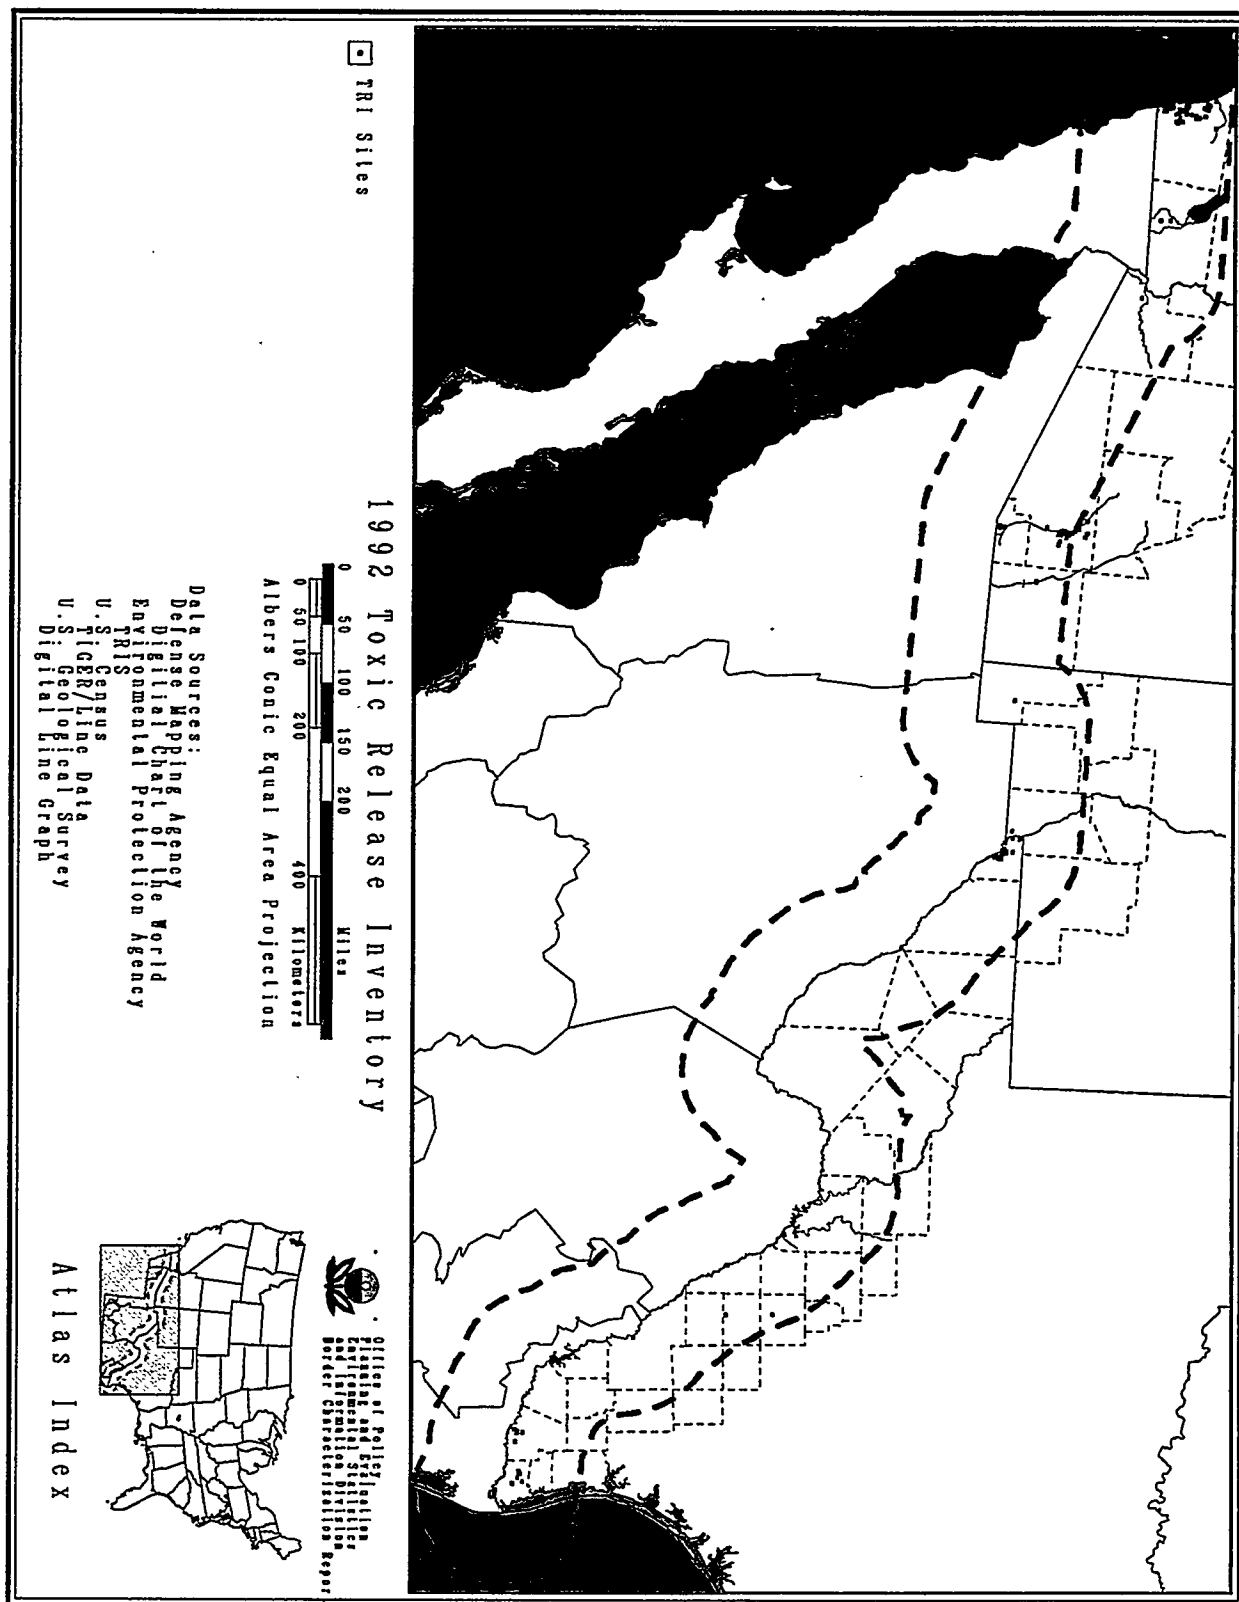 TRI Sites
1992 Toxic Release Inventory
0 50 100 150 200
Miles
0 50 100 200 400
Kilometers
Albers Conic Equal Area Projection
Data Sources:
Defense Mapping Agency
Digitial Chart of the World
Environmental Protection Agency
TRIS
U.S. Census
TIGER/Line Data
U.S. Geological Survey
Digital Line Graph
Office of Policy,
Planning and Evaluation
Environmental Statistics
and Information Division
Border Characterization Repor
Atlas Index